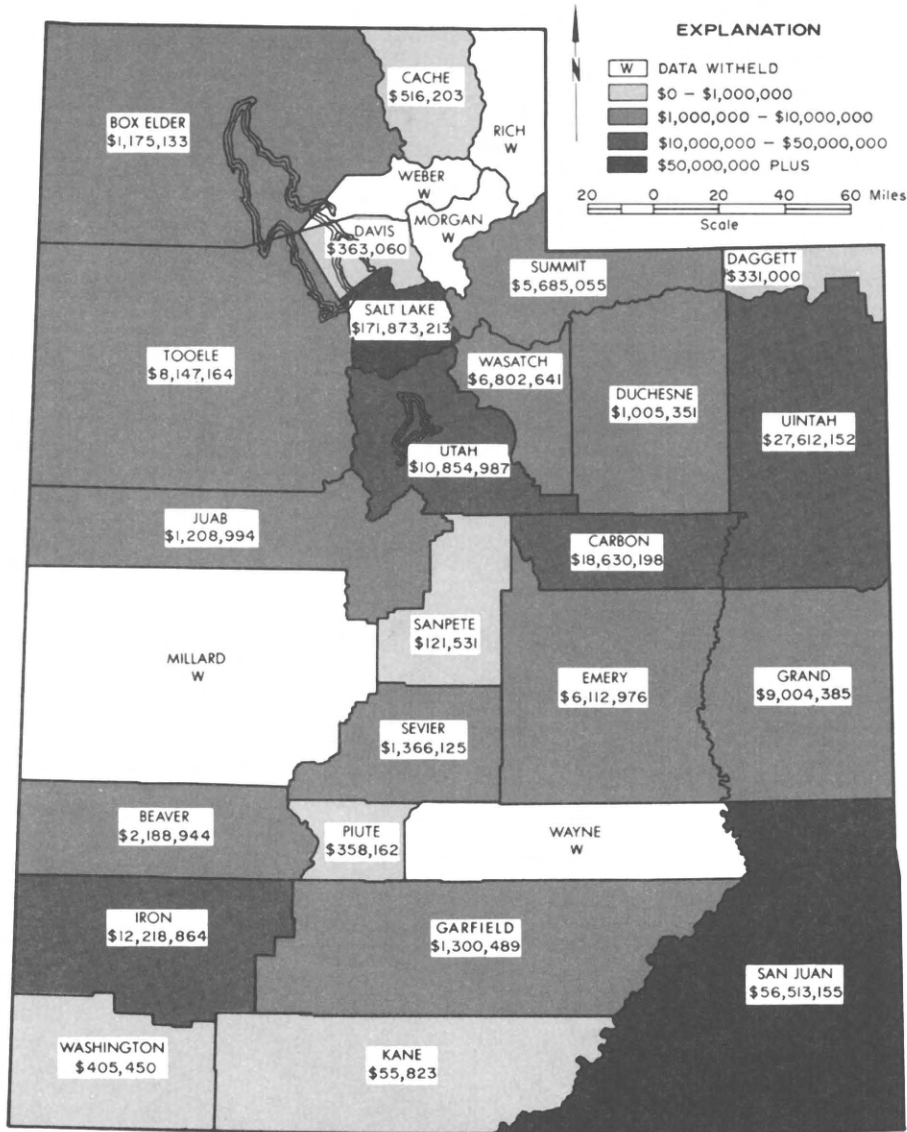 EXPLANATION
W DATA WITHELD
$0 – $1,000,000
$1,000,000 – $10,000,000
$10,000,000 – $50,000,000
$50,000,000 PLUS
20 0 20 40 60 Miles
Scale
N
CACHE
$516,203
BOX ELDER
$1,175,133
RICH
W
WEBER
W
MORGAN
W
DAVIS
$363,060
SUMMIT
$5,685,055
DAGGETT
$331,000
SALT LAKE
$171,873,213
TOOELE
$8,147,164
WASATCH
$6,802,641
DUCHESNE
$1,005,351
UINTAH
$27,612,152
UTAH
$10,854,987
JUAB
$1,208,994
CARBON
$18,630,198
SANPETE
$121,531
MILLARD
W
EMERY
$6,112,976
GRAND
$9,004,385
SEVIER
$1,366,125
BEAVER
$2,188,944
PIUTE
$358,162
WAYNE
W
IRON
$12,218,864
GARFIELD
$1,300,489
SAN JUAN
$56,513,155
WASHINGTON
$405,450
KANE
$55,823